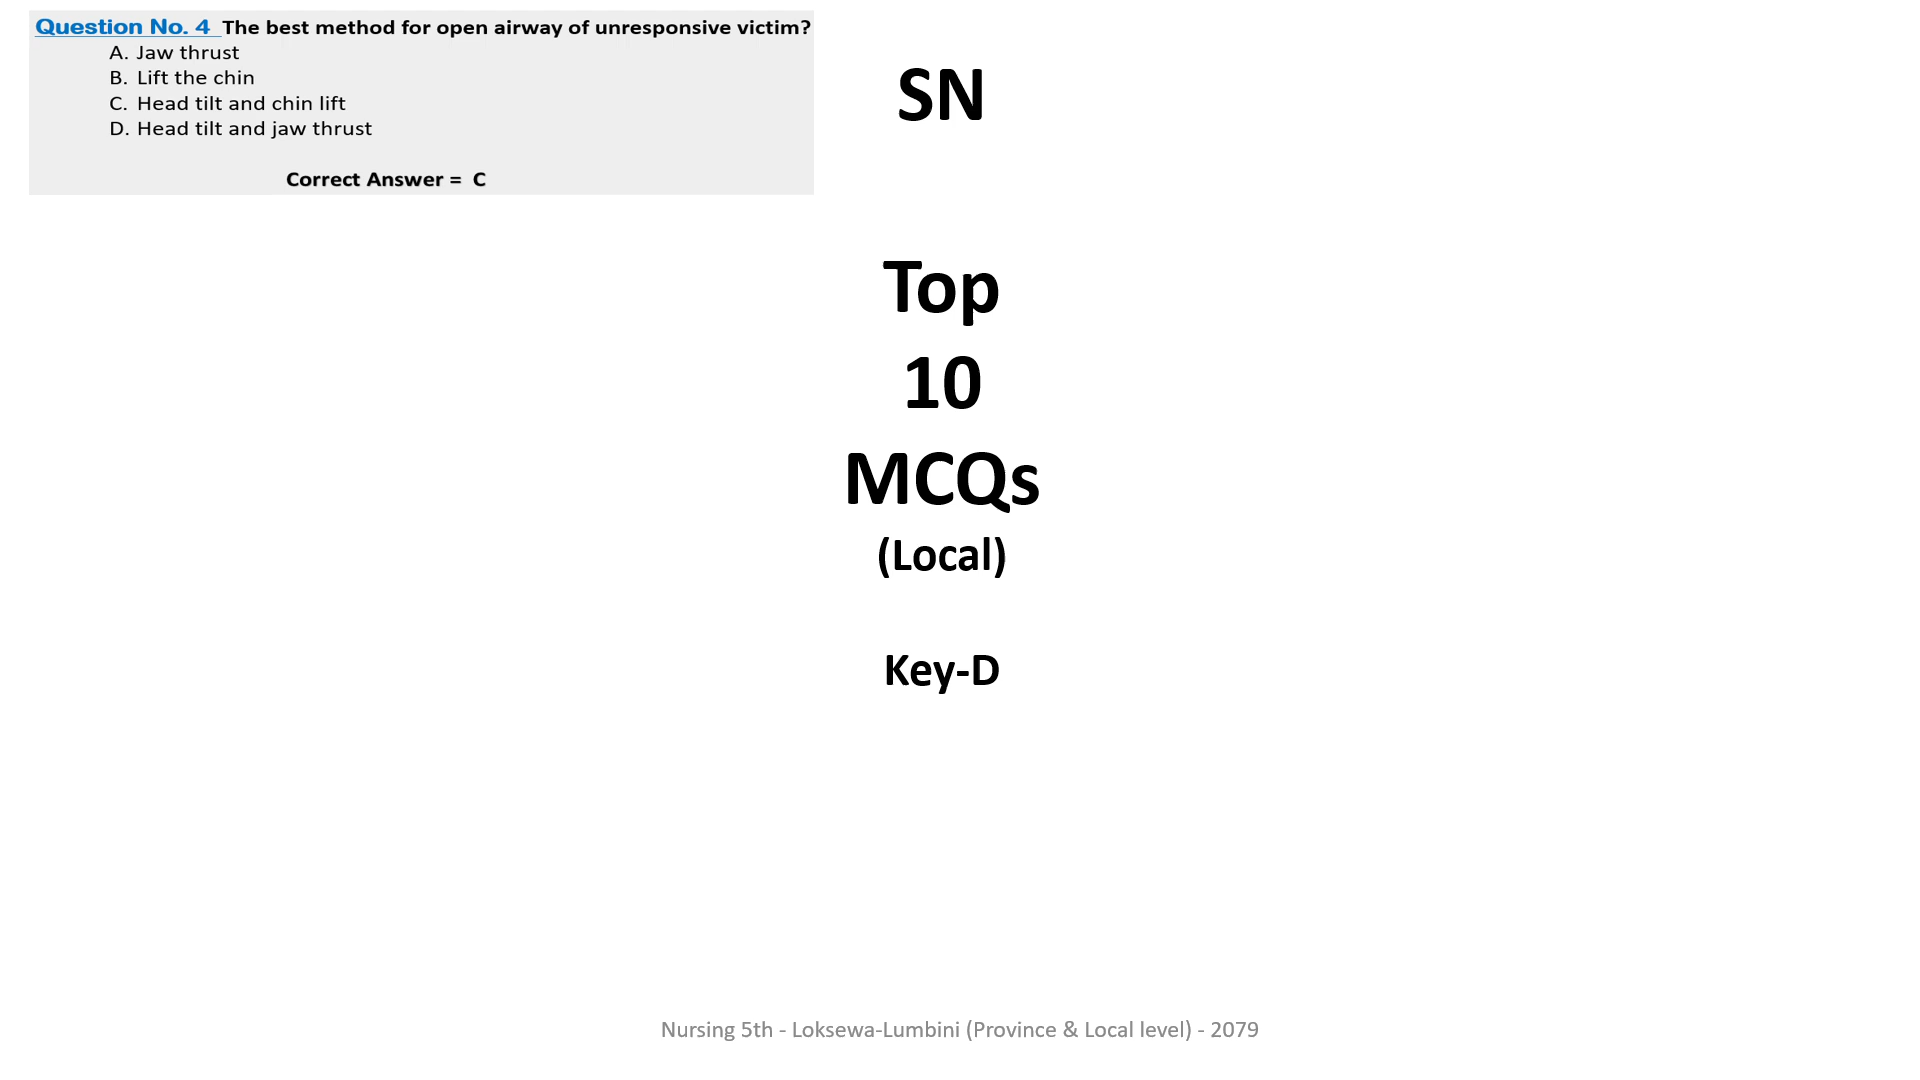 Question No. 4 The best method for open airway of unresponsive victim?
A. Jaw thrust
B. Lift the chin
C. Head tilt and chin lift
D. Head tilt and jaw thrust
Correct Answer = C
SN
Top
10
MCQs
(Local)
Key-D
Nursing 5th - Loksewa-Lumbini (Province & Local level) - 2079